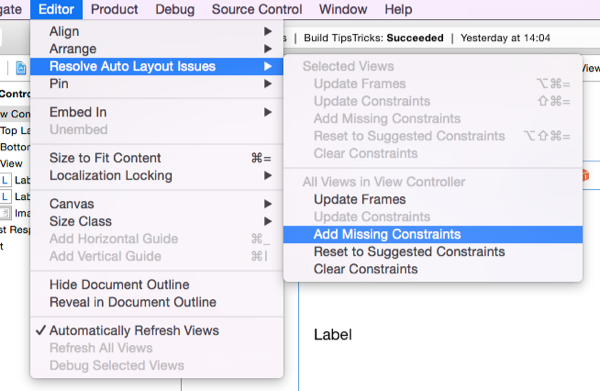 gate Editor Product Debug Source Control Window Help
s | Build TipsTricks: Succeeded | Yesterday at 14:04
Align
Arrange
Resolve Auto Layout Issues
Pin
Embed In
Unembed
Size to Fit Content ⌘=
Localization Locking
Canvas
Size Class
Add Horizontal Guide ⌘_
Add Vertical Guide ⌘|
Hide Document Outline
Reveal in Document Outline
✓ Automatically Refresh Views
Refresh All Views
Debug Selected Views
Selected Views
Update Frames ⌥⌘=
Update Constraints ⇧⌘=
Add Missing Constraints
Reset to Suggested Constraints ⌥⇧⌘=
Clear Constraints
All Views in View Controller
Update Frames
Update Constraints
Add Missing Constraints
Reset to Suggested Constraints
Clear Constraints
Contro
w Con
Top La
Bottor
View
L Lab
L Lab
Ima
st Resp
t
iew
Label